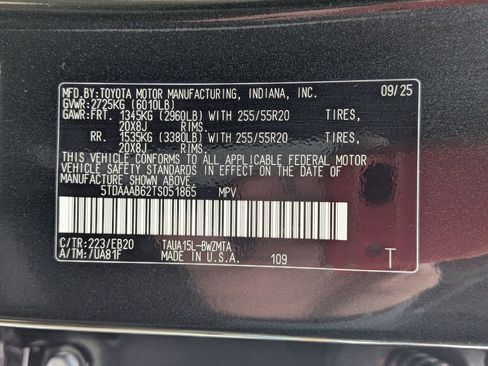 MFD.BY:TOYOTA MOTOR MANUFACTURING, INDIANA, INC. 09/25
GVWR:2725KG (6010LB)
GAWR:FRT. 1345KG (2960LB) WITH 255/55R20 TIRES,
20X8J RIMS.
RR. 1535KG (3380LB) WITH 255/55R20 TIRES,
20X8J RIMS.
THIS VEHICLE CONFORMS TO ALL APPLICABLE FEDERAL MOTOR
VEHICLE SAFETY STANDARDS IN EFFECT ON THE DATE OF
MANUFACTURE SHOWN ABOVE.
5TDAAAB62TS051865 MPV
C/TR:223/EB20 TAUA15L-BWZMTA
A/TM:/UA81F MADE IN U.S.A. 109 T